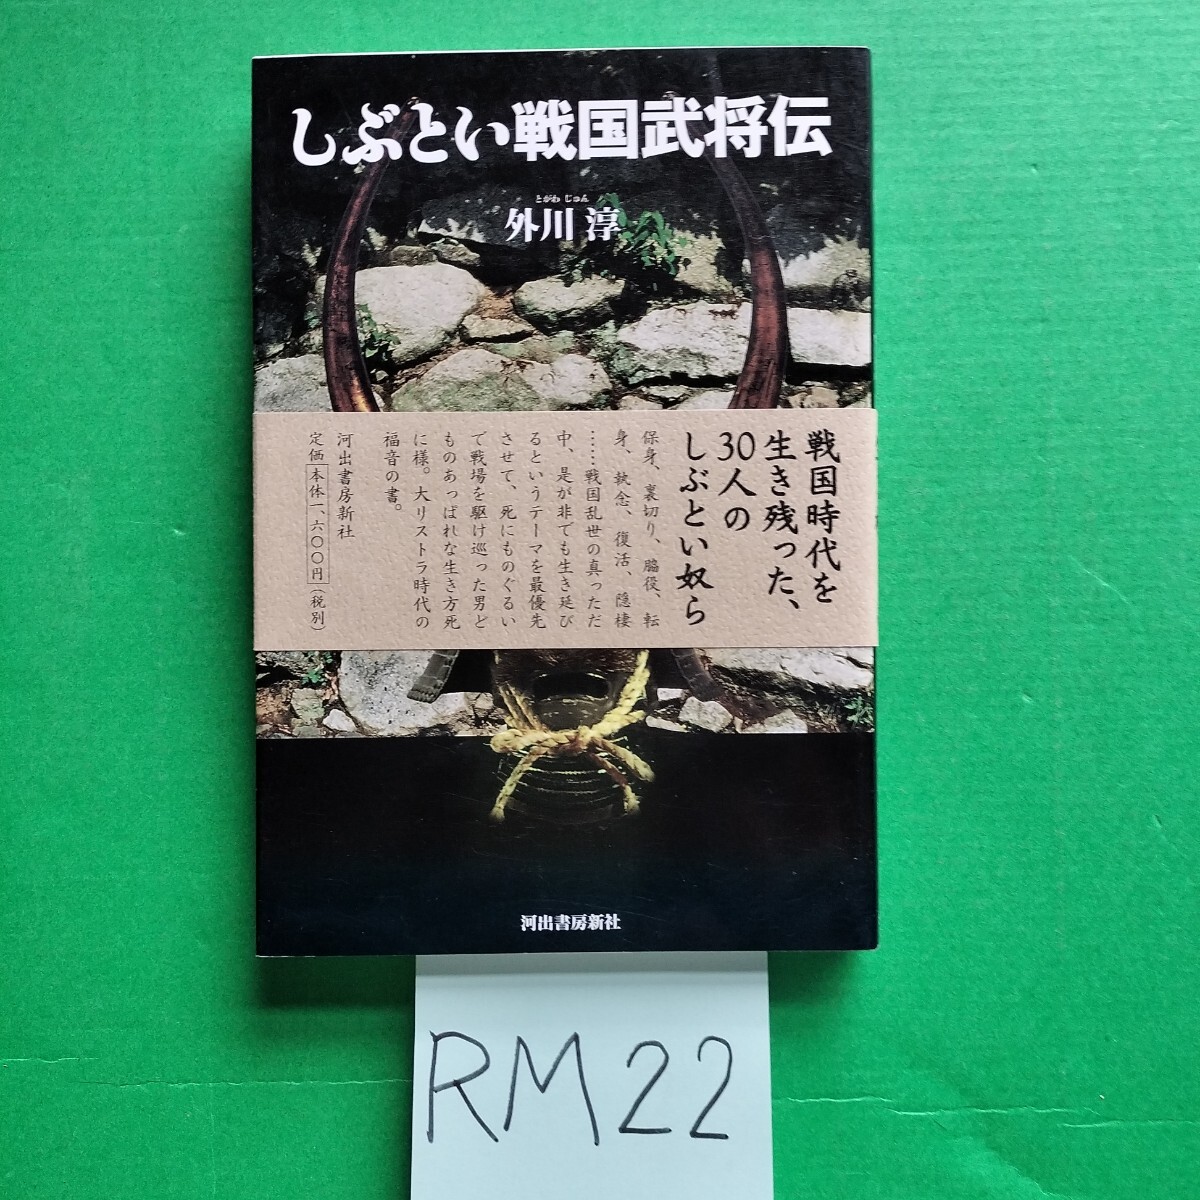 しぶとい戦国武将伝
とがわ じゅん
外川 淳
戦国時代を
生き残った、
30人の
しぶとい奴ら
保身、裏切り、脇役、転
身、執念、復活、隠棲
……戦国乱世の真っただ
中、是が非でも生き延び
るというテーマを最優先
させて、死にものぐるい
で戦場を駆け巡った男ど
ものあっぱれな生き方死
に様。大リストラ時代の
福音の書。
河出書房新社
定価 本体一、六〇〇円(税別)
河出書房新社
RM22